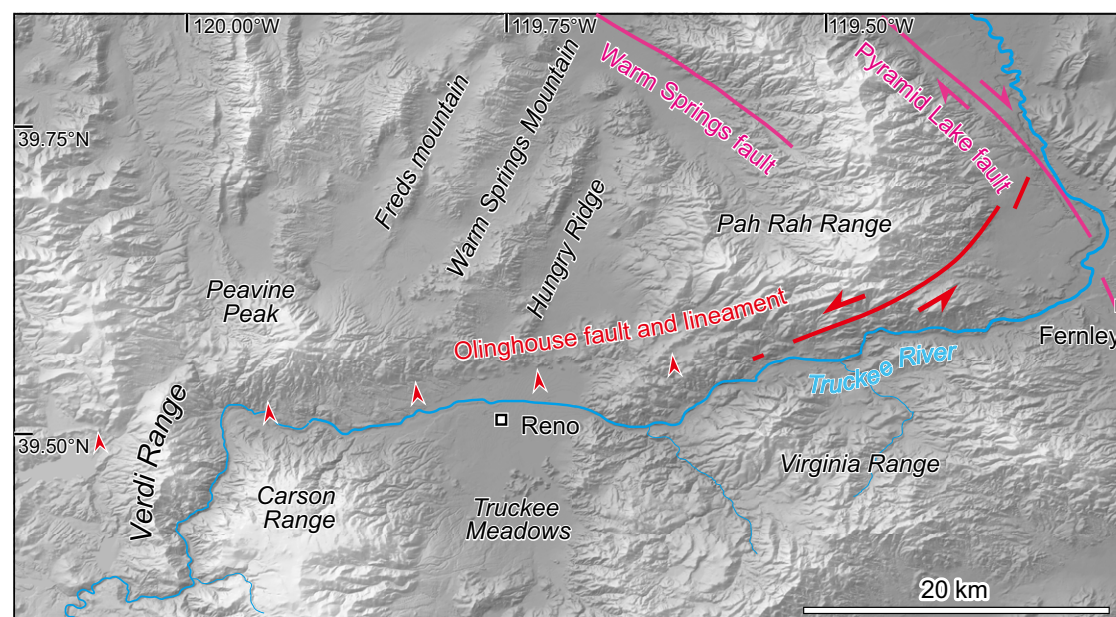 120.00°W
119.75°W
119.50°W
39.75°N
39.50°N
Freds mountain
Warm Springs Mountain
Hungry Ridge
Warm Springs fault
Pyramid Lake fault
Pah Rah Range
Peavine
Peak
Olinghouse fault and lineament
Fernley
Truckee River
Verdi Range
Reno
Carson
Range
Truckee
Meadows
Virginia Range
20 km